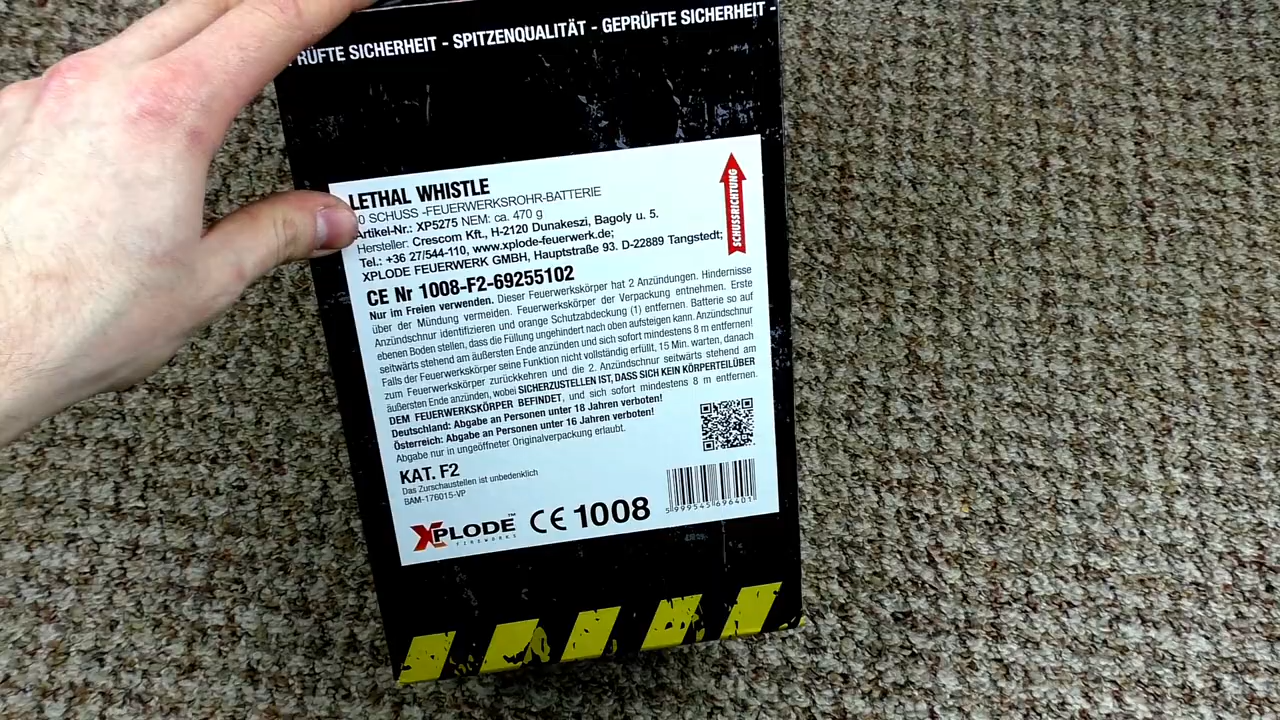 RÜFTE SICHERHEIT - SPITZENQUALITÄT - GEPRÜFTE SICHERHEIT -
LETHAL WHISTLE
0 SCHUSS -FEUERWERKSROHR-BATTERIE
Artikel-Nr.: XP5275 NEM: ca. 470 g
Hersteller: Crescom Kft., H-2120 Dunakeszi, Bagoly u. 5.
Tel.: +36 27/544-110, www.xplode-feuerwerk.de;
XPLODE FEUERWERK GMBH, Hauptstraße 93. D-22889 Tangstedt;
SCHUSSRICHTUNG
CE Nr 1008-F2-69255102
Nur im Freien verwenden. Dieser Feuerwerkskörper hat 2 Anzündungen. Hindernisse
über der Mündung vermeiden. Feuerwerkskörper der Verpackung entnehmen. Erste
Anzündschnur identifizieren und orange Schutzabdeckung (1) entfernen. Batterie so auf
ebenen Boden stellen, dass die Füllung ungehindert nach oben aufsteigen kann. Anzündschnur
seitwärts stehend am äußersten Ende anzünden und sich sofort mindestens 8 m entfernen!
Falls der Feuerwerkskörper seine Funktion nicht vollständig erfüllt, 15 Min. warten, danach
zum Feuerwerkskörper zurückkehren und die 2. Anzündschnur seitwärts stehend am
äußersten Ende anzünden, wobei SICHERZUSTELLEN IST, DASS SICH KEIN KÖRPERTEIL ÜBER
DEM FEUERWERKSKÖRPER BEFINDET, und sich sofort mindestens 8 m entfernen.
Deutschland: Abgabe an Personen unter 18 Jahren verboten!
Österreich: Abgabe an Personen unter 16 Jahren verboten!
Abgabe nur in ungeöffneter Originalverpackung erlaubt.
KAT. F2
Das Zurschaustellen ist unbedenklich
BAM-176015-VP
XPLODE™
FIREWORKS
CE 1008
5999545696401